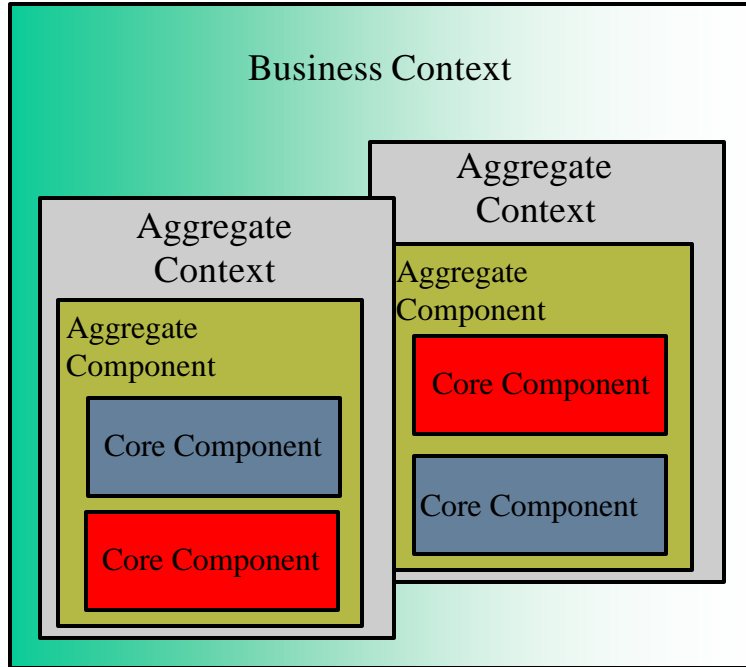 Business Context
Aggregate
Context
Aggregate
Component
Core Component
Core Component
Aggregate
Context
Aggregate
Component
Core Component
Core Component